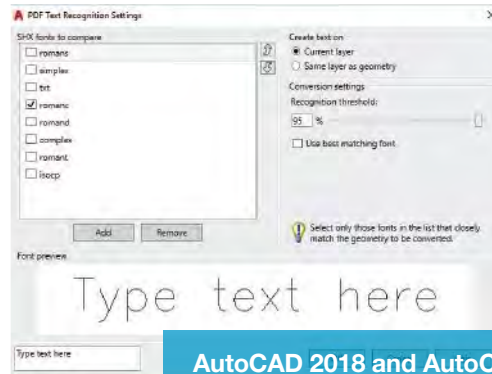 PDF Text Recognition Settings
SHX fonts to compare
romans
simplex
txt
romanc
romand
complex
romant
isocp
Add Remove
Create text on
Current layer
Same layer as geometry
Conversion settings
Recognition threshold:
95 %
Use best matching font
Select only those fonts in the list that closely
match the geometry to be converted.
Font preview
Type text here
Type text here
AutoCAD 2018 and AutoC